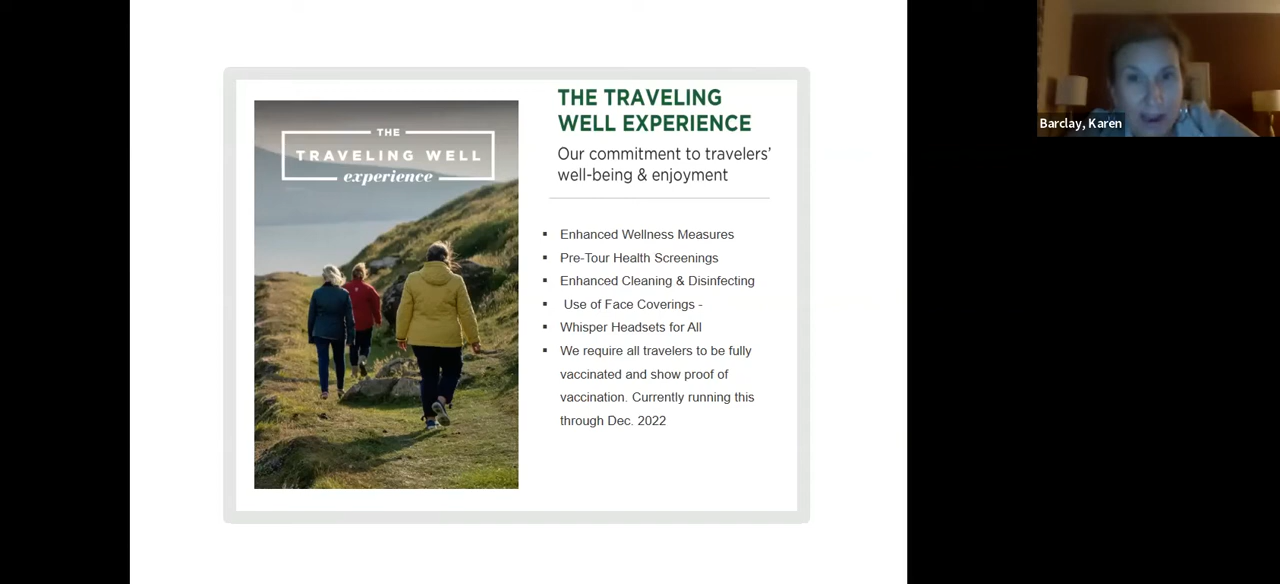 THE
TRAVELING WELL
experience
THE TRAVELING
WELL EXPERIENCE
Our commitment to travelers'
well-being & enjoyment
▪ Enhanced Wellness Measures
▪ Pre-Tour Health Screenings
▪ Enhanced Cleaning & Disinfecting
▪ Use of Face Coverings -
▪ Whisper Headsets for All
▪ We require all travelers to be fully
vaccinated and show proof of
vaccination. Currently running this
through Dec. 2022
Barclay, Karen